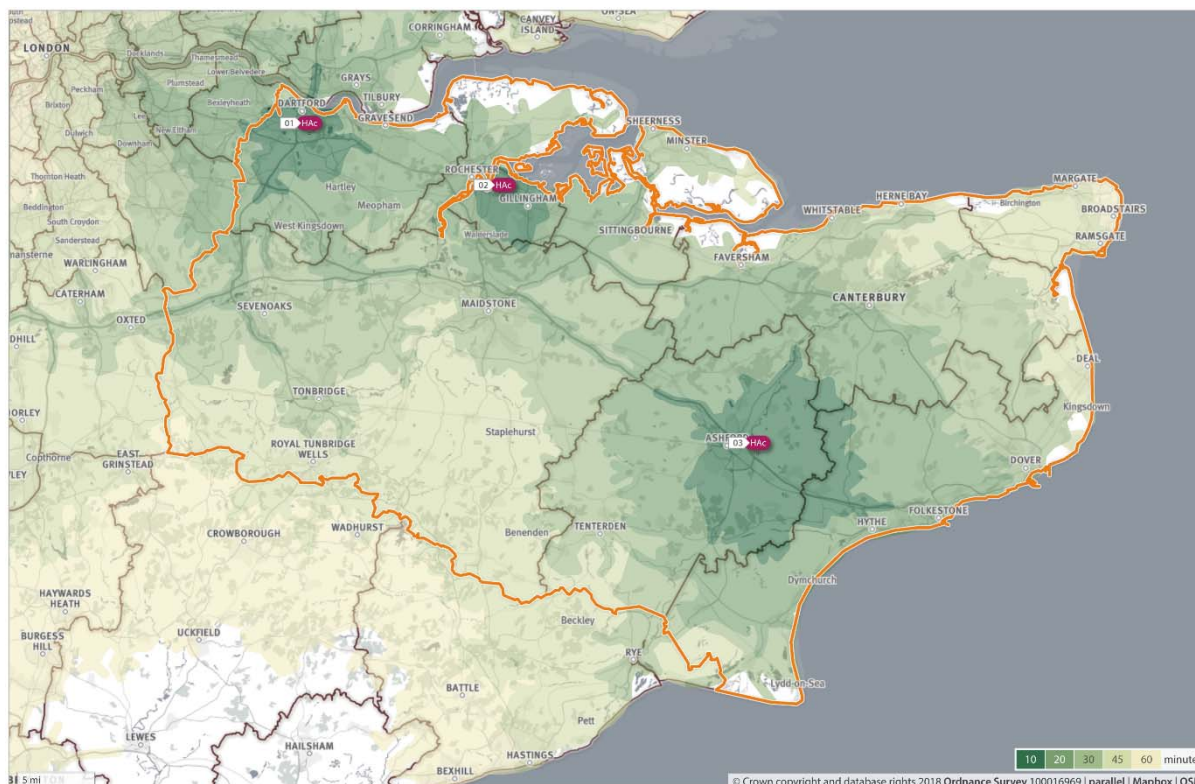 ON-SEA
CORRINGHAM
CANVEY
ISLAND
LONDON
Docklands
Thamesmead
Lower Belvedere
Plumstead
GRAYS
Peckham
Bexleyheath
DARTFORD
TILBURY
Brixton
Lee
New Eltham
01 HAc
GRAVESEND
Dulwich
Downham
SHEERNESS
MINSTER
Thornton Heath
ROCHESTER
Hartley
02 HAc
MARGATE
Beddington
Meopham
GILLINGHAM
HERNE BAY
Birchington
South Croydon
WHITSTABLE
BROADSTAIRS
Sanderstead
West Kingsdown
Walderslade
SITTINGBOURNE
RAMSGATE
WARLINGHAM
FAVERSHAM
CATERHAM
SEVENOAKS
MAIDSTONE
CANTERBURY
OXTED
DEAL
TONBRIDGE
Kingsdown
Staplehurst
ASHFORD
03 HAc
ROYAL TUNBRIDGE
WELLS
Copthorne
EAST
GRINSTEAD
DOVER
FOLKESTONE
HYTHE
WADHURST
TENTERDEN
CROWBOROUGH
Benenden
Dymchurch
HAYWARDS
HEATH
Beckley
UCKFIELD
BURGESS
HILL
RYE
Lydd-on-Sea
BATTLE
Pett
LEWES
HAILSHAM
HASTINGS
BEXHILL
10 20 30 45 60 minute
5 mi
© Crown copyright and database rights 2018 Ordnance Survey 100016969 | parallel | Mapbox | OS